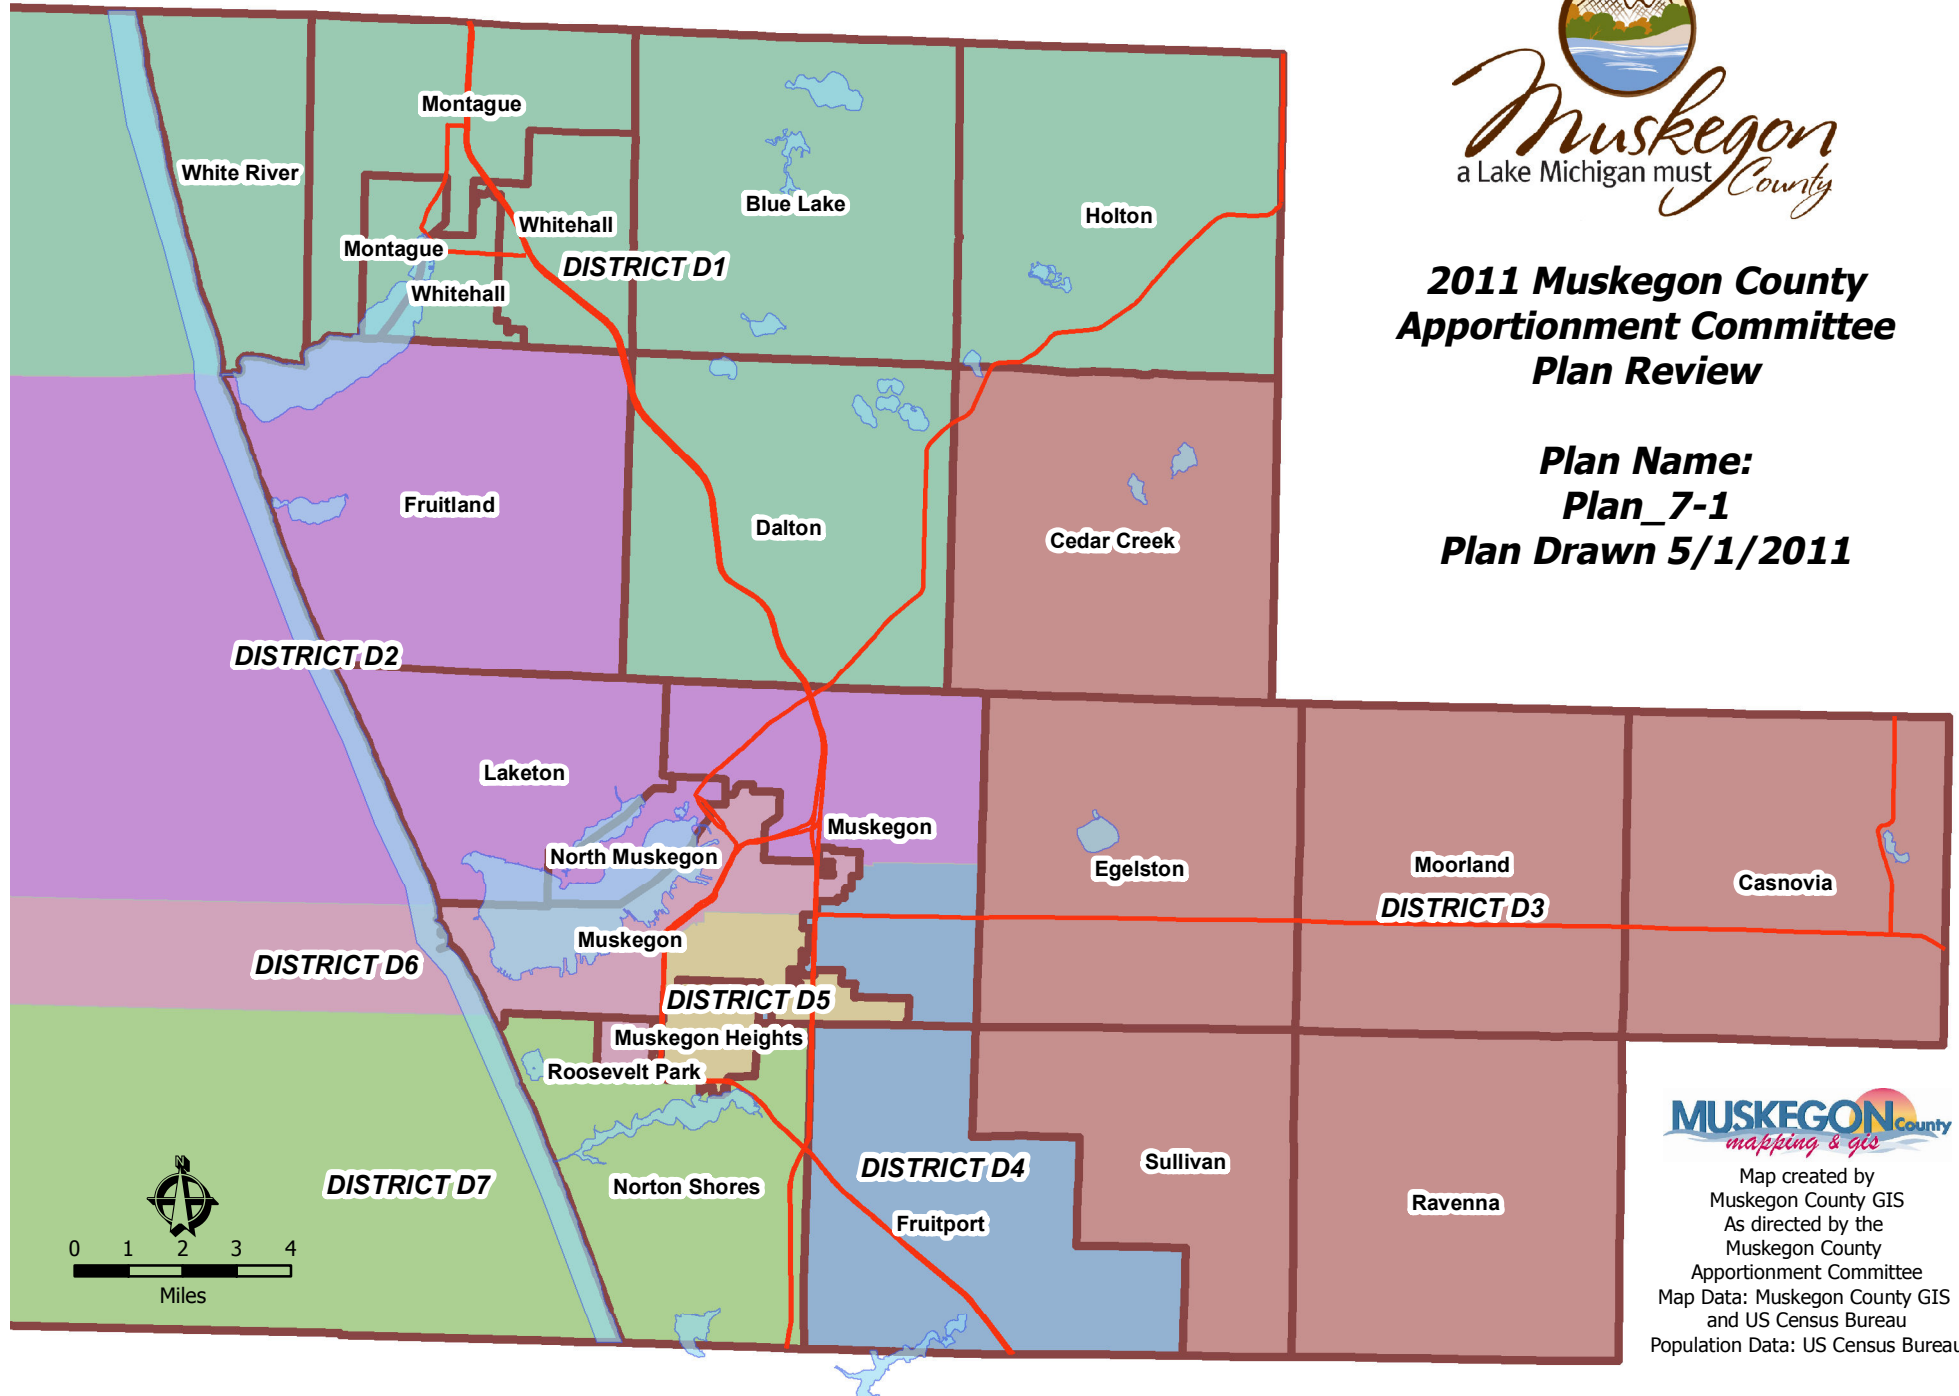 Muskegon
a Lake Michigan must
County
2011 Muskegon County
Apportionment Committee
Plan Review
Plan Name:
Plan_7-1
Plan Drawn 5/1/2011
Montague
White River
Blue Lake
Holton
Whitehall
Montague
DISTRICT D1
Whitehall
Fruitland
Dalton
Cedar Creek
DISTRICT D2
Laketon
Muskegon
North Muskegon
Egelston
Moorland
Casnovia
DISTRICT D3
Muskegon
DISTRICT D6
DISTRICT D5
Muskegon Heights
Roosevelt Park
DISTRICT D7
Norton Shores
DISTRICT D4
Sullivan
Fruitport
Ravenna
N
0 1 2 3 4
Miles
MUSKEGON County
mapping & gis
Map created by
Muskegon County GIS
As directed by the
Muskegon County
Apportionment Committee
Map Data: Muskegon County GIS
and US Census Bureau
Population Data: US Census Bureau